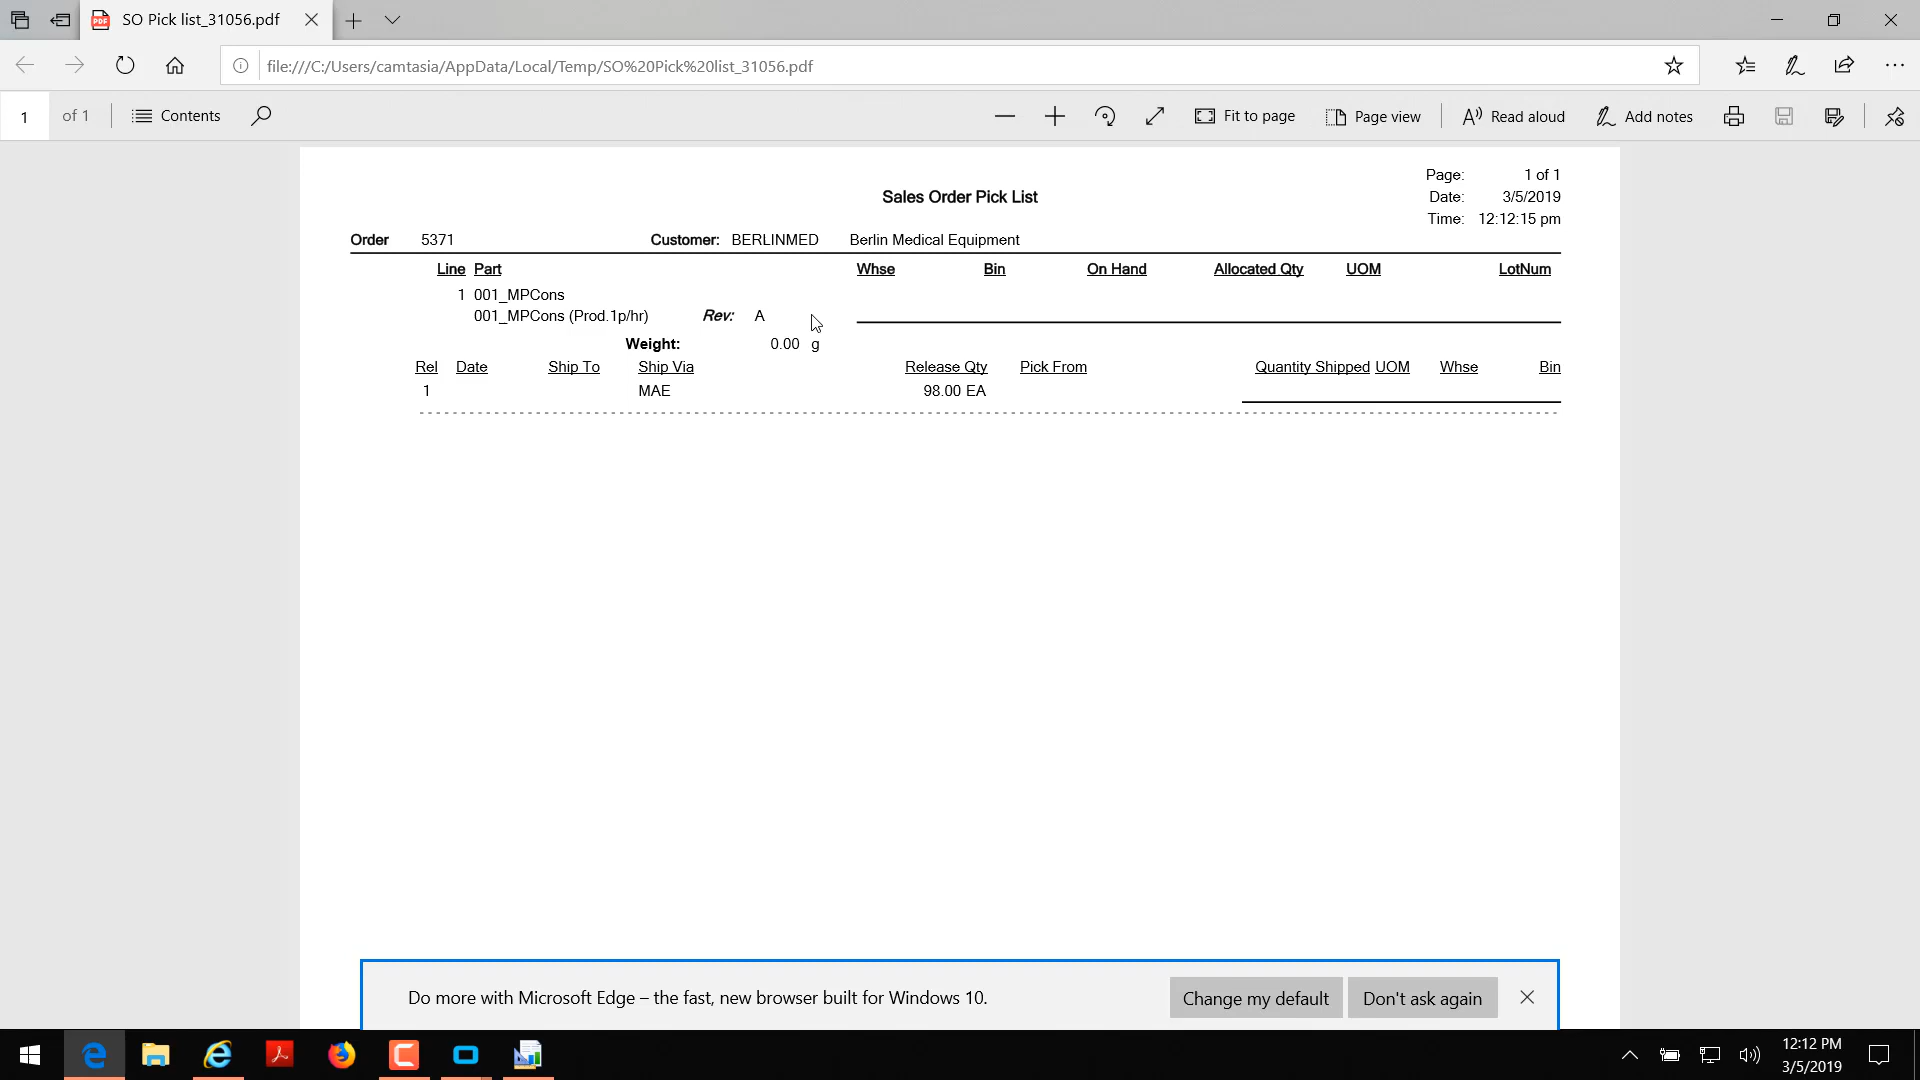 SO Pick list_31056.pdf
file:///C:/Users/camtasia/AppData/Local/Temp/SO%20Pick%20list_31056.pdf
1 of 1 Contents Fit to page Page view Read aloud Add notes
Page: 1 of 1
Sales Order Pick List Date: 3/5/2019
Time: 12:12:15 pm
Order 5371 Customer: BERLINMED Berlin Medical Equipment
Line Part Whse Bin On Hand Allocated Qty UOM LotNum
1 001_MPCons
001_MPCons (Prod.1p/hr) Rev: A
Weight: 0.00 g
Rel Date Ship To Ship Via Release Qty Pick From Quantity Shipped UOM Whse Bin
1 MAE 98.00 EA
Do more with Microsoft Edge – the fast, new browser built for Windows 10. Change my default Don't ask again
12:12 PM
3/5/2019